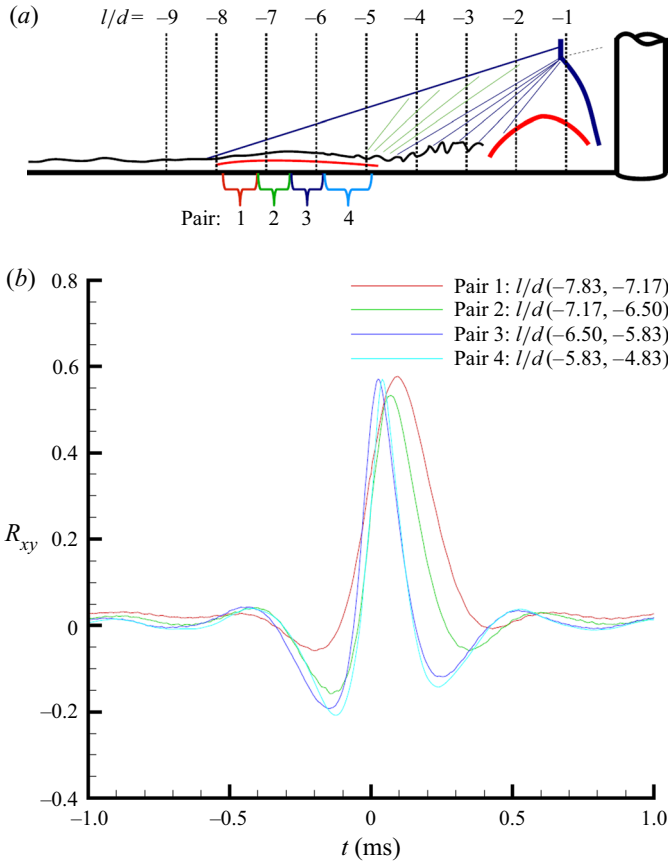 (a) l/d = –9 –8 –7 –6 –5 –4 –3 –2 –1
Pair: 1 2 3 4
(b)
0.8
0.6
0.4
0.2
0
–0.2
–0.4
R_xy
Pair 1: l/d (–7.83, –7.17)
Pair 2: l/d (–7.17, –6.50)
Pair 3: l/d (–6.50, –5.83)
Pair 4: l/d (–5.83, –4.83)
–1.0 –0.5 0 0.5 1.0
t (ms)